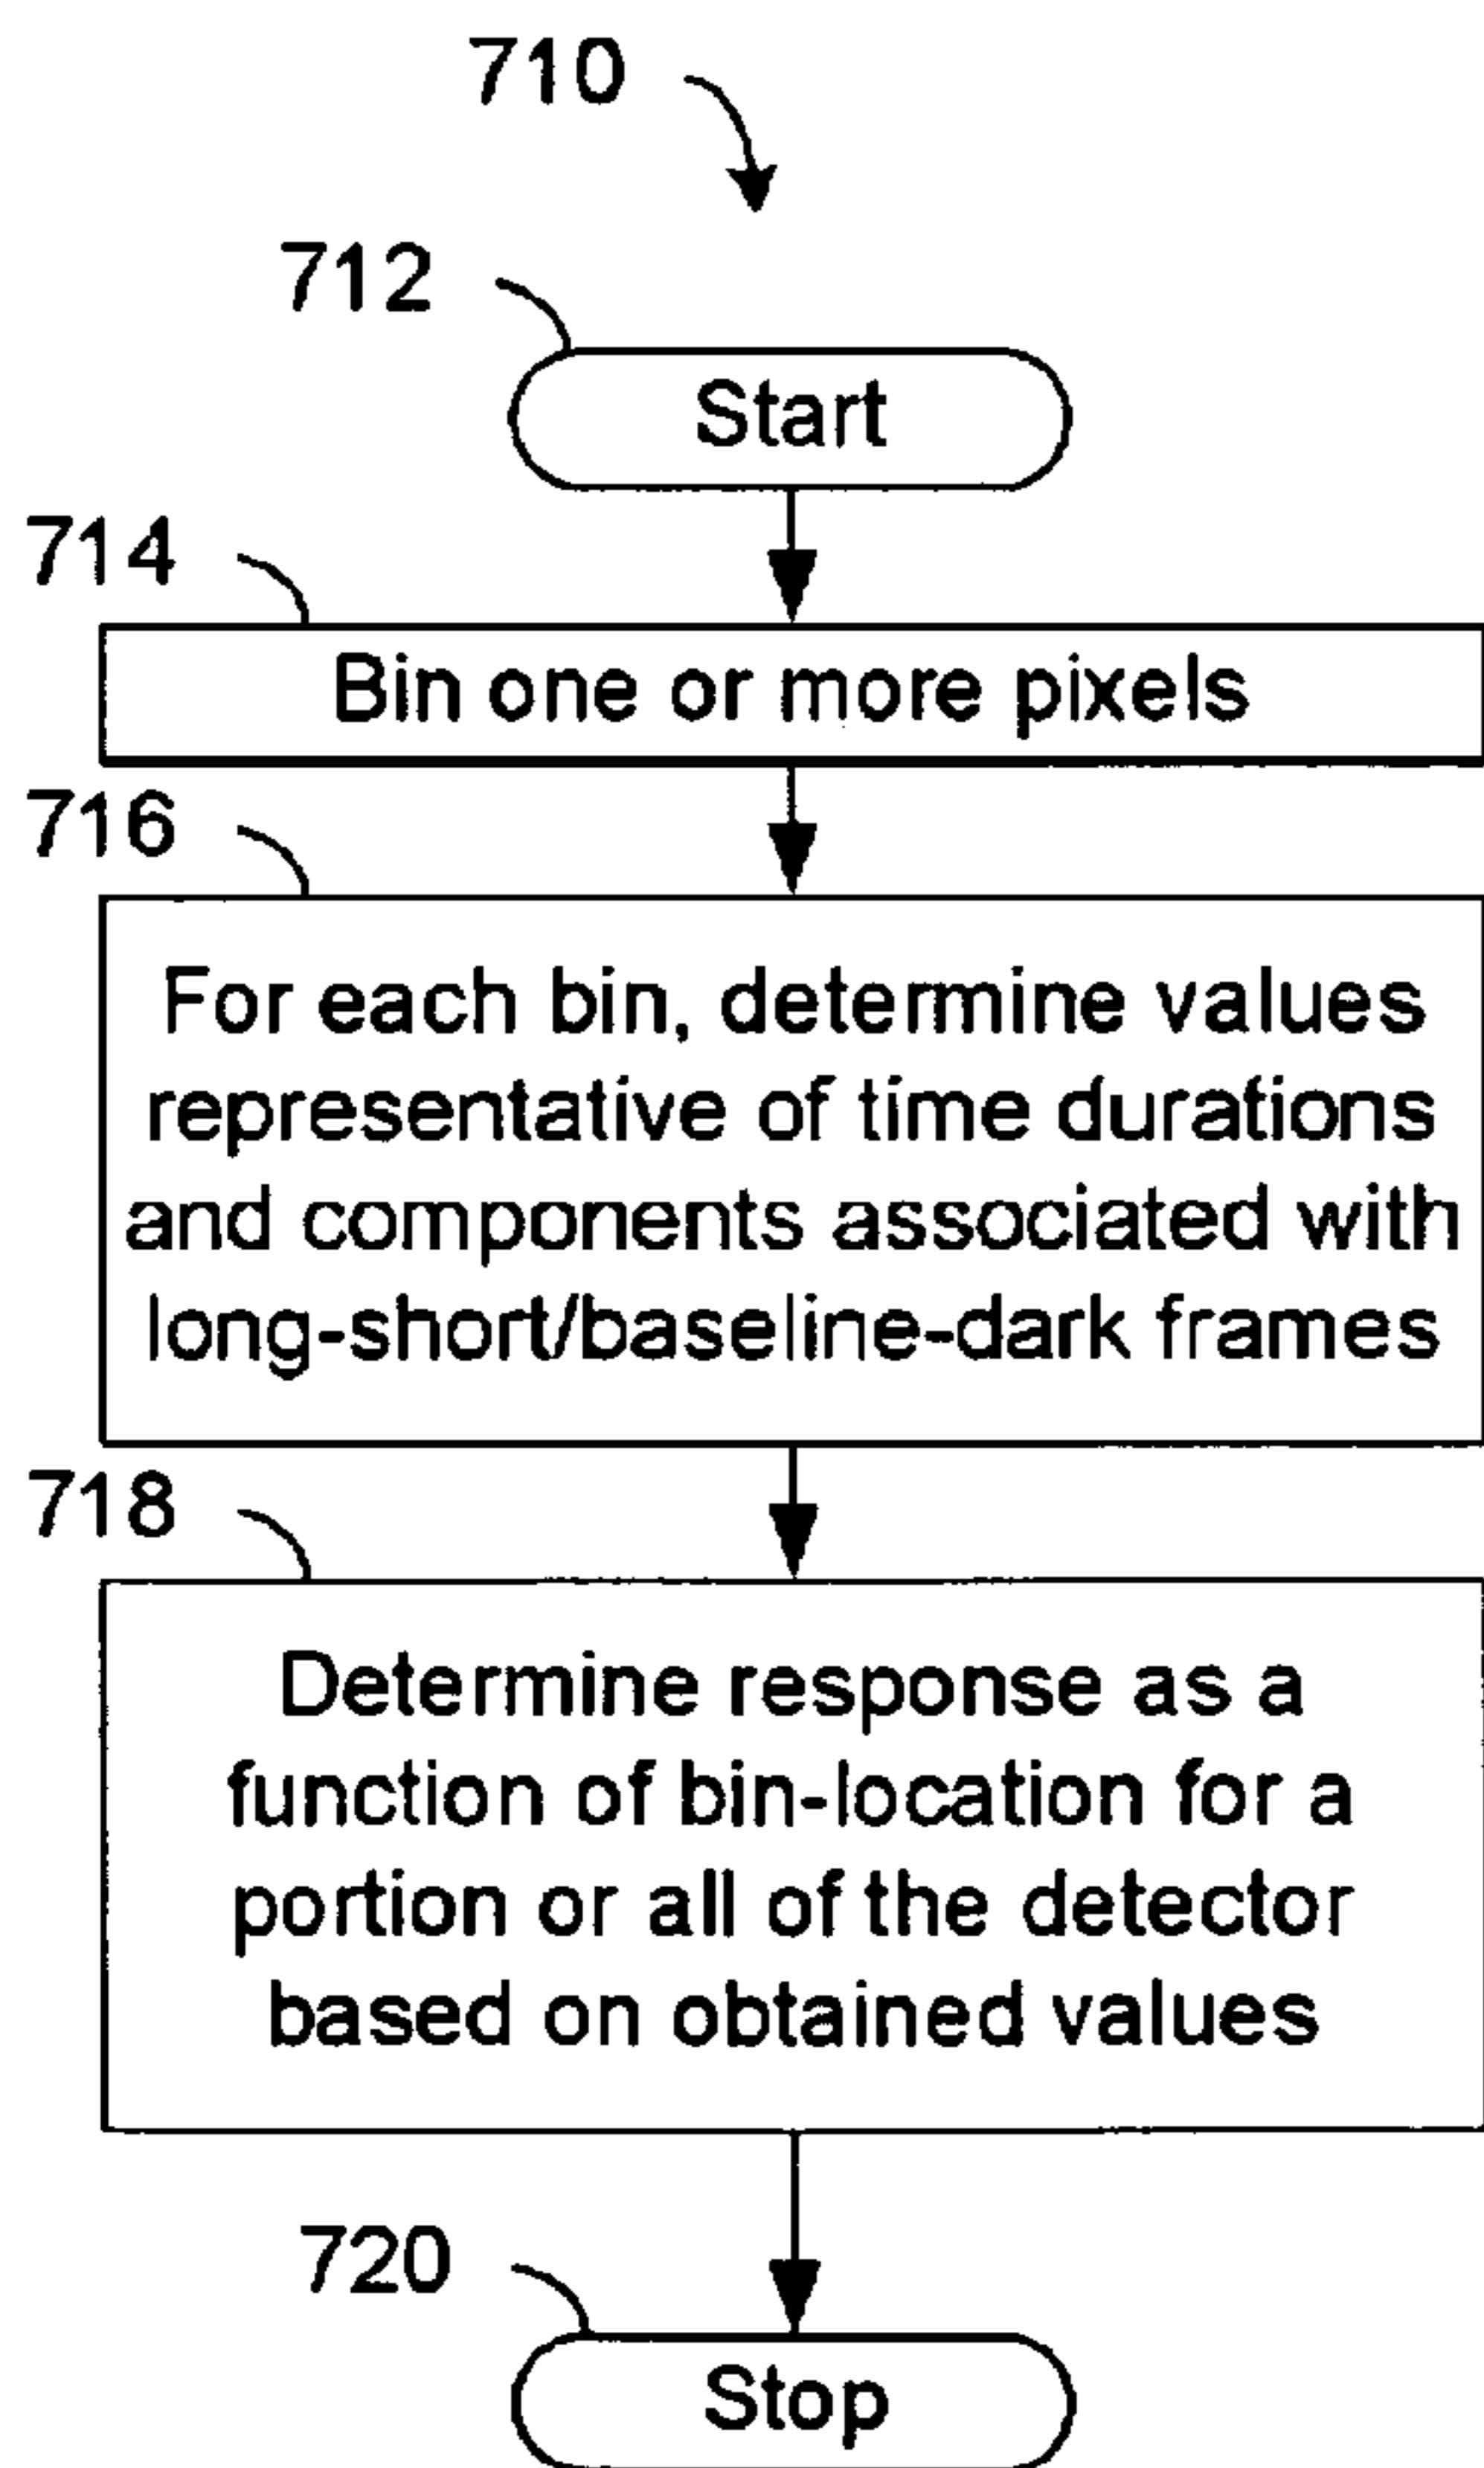 710
712
Start
714
Bin one or more pixels
716
For each bin, determine values
representative of time durations
and components associated with
long-short/baseline-dark frames
718
Determine response as a
function of bin-location for a
portion or all of the detector
based on obtained values
720
Stop